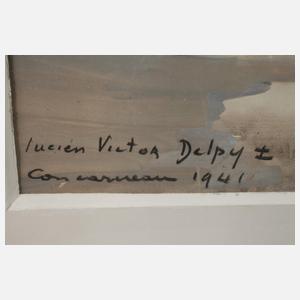 Lucien Victor Delpy ±
Concarneau 1941